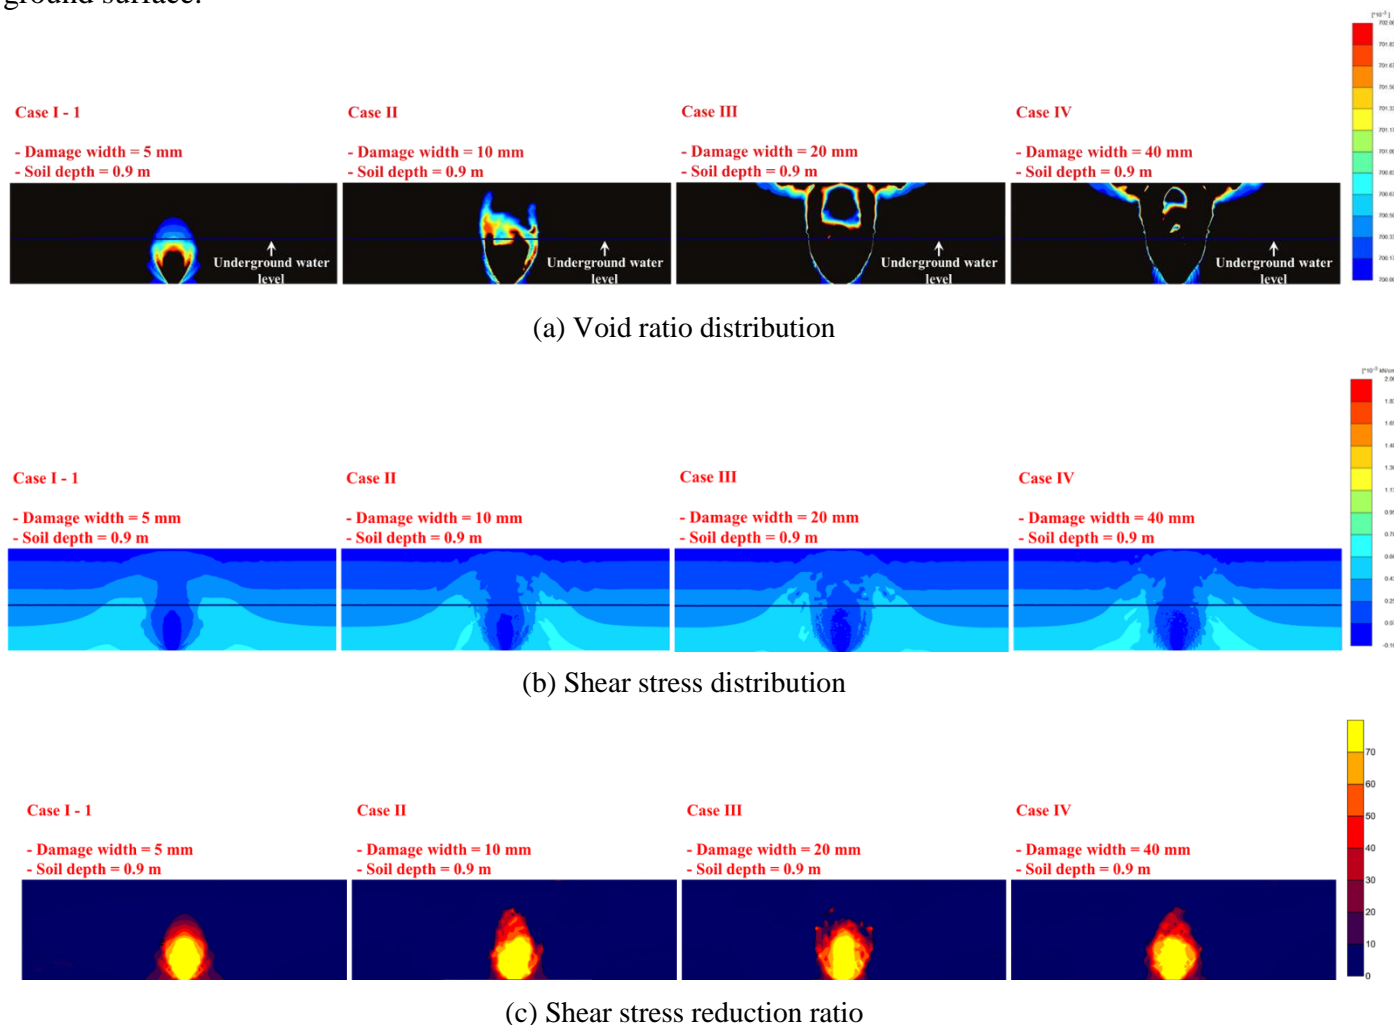 ground surface.
[*10⁻³ ]
Case I - 1
Case II
Case III
Case IV
- Damage width = 5 mm
- Damage width = 10 mm
- Damage width = 20 mm
- Damage width = 40 mm
- Soil depth = 0.9 m
- Soil depth = 0.9 m
- Soil depth = 0.9 m
- Soil depth = 0.9 m
Underground water
level
Underground water
level
Underground water
level
Underground water
level
(a) Void ratio distribution
Case I - 1
Case II
Case III
Case IV
- Damage width = 5 mm
- Damage width = 10 mm
- Damage width = 20 mm
- Damage width = 40 mm
- Soil depth = 0.9 m
- Soil depth = 0.9 m
- Soil depth = 0.9 m
- Soil depth = 0.9 m
(b) Shear stress distribution
70
60
50
40
30
20
10
0
Case I - 1
Case II
Case III
Case IV
- Damage width = 5 mm
- Damage width = 10 mm
- Damage width = 20 mm
- Damage width = 40 mm
- Soil depth = 0.9 m
- Soil depth = 0.9 m
- Soil depth = 0.9 m
- Soil depth = 0.9 m
(c) Shear stress reduction ratio